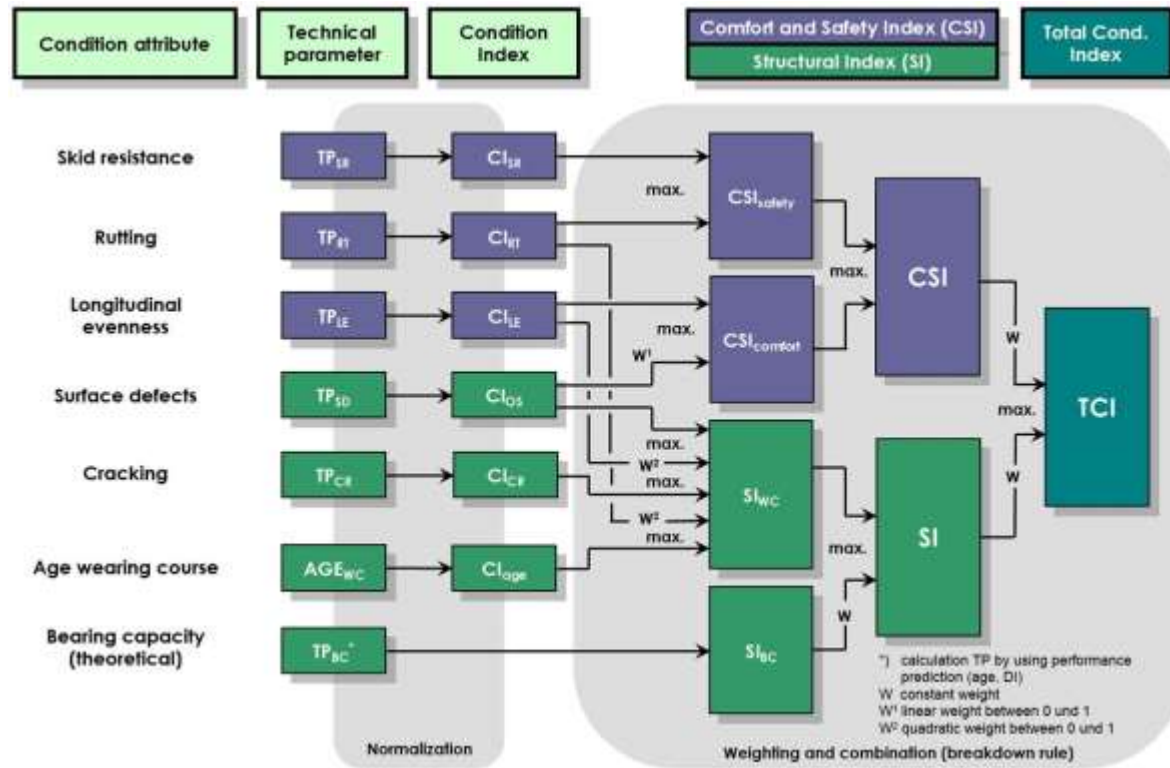 Condition attribute
Technical
parameter
Condition
Index
Comfort and Safety Index (CSI)
Structural Index (SI)
Total Cond.
Index
Skid resistance
TP_SR
CI_SR
max.
CSI_safety
Rutting
TP_RT
CI_RT
max.
CSI
Longitudinal
evenness
TP_LE
CI_LE
max.
CSI_comfort
W
W¹
Surface defects
TP_SD
CI_OS
max.
TCI
max.
W²
Cracking
TP_CR
CI_CR
max.
SI_WC
W
W²
max.
SI
Age wearing course
AGE_WC
CI_age
max.
Bearing capacity
(theoretical)
TP_BC*
SI_BC
W
*) calculation TP by using performance
prediction (age, DI)
W constant weight
W¹ linear weight between 0 und 1
W² quadratic weight between 0 und 1
Normalization
Weighting and combination (breakdown rule)